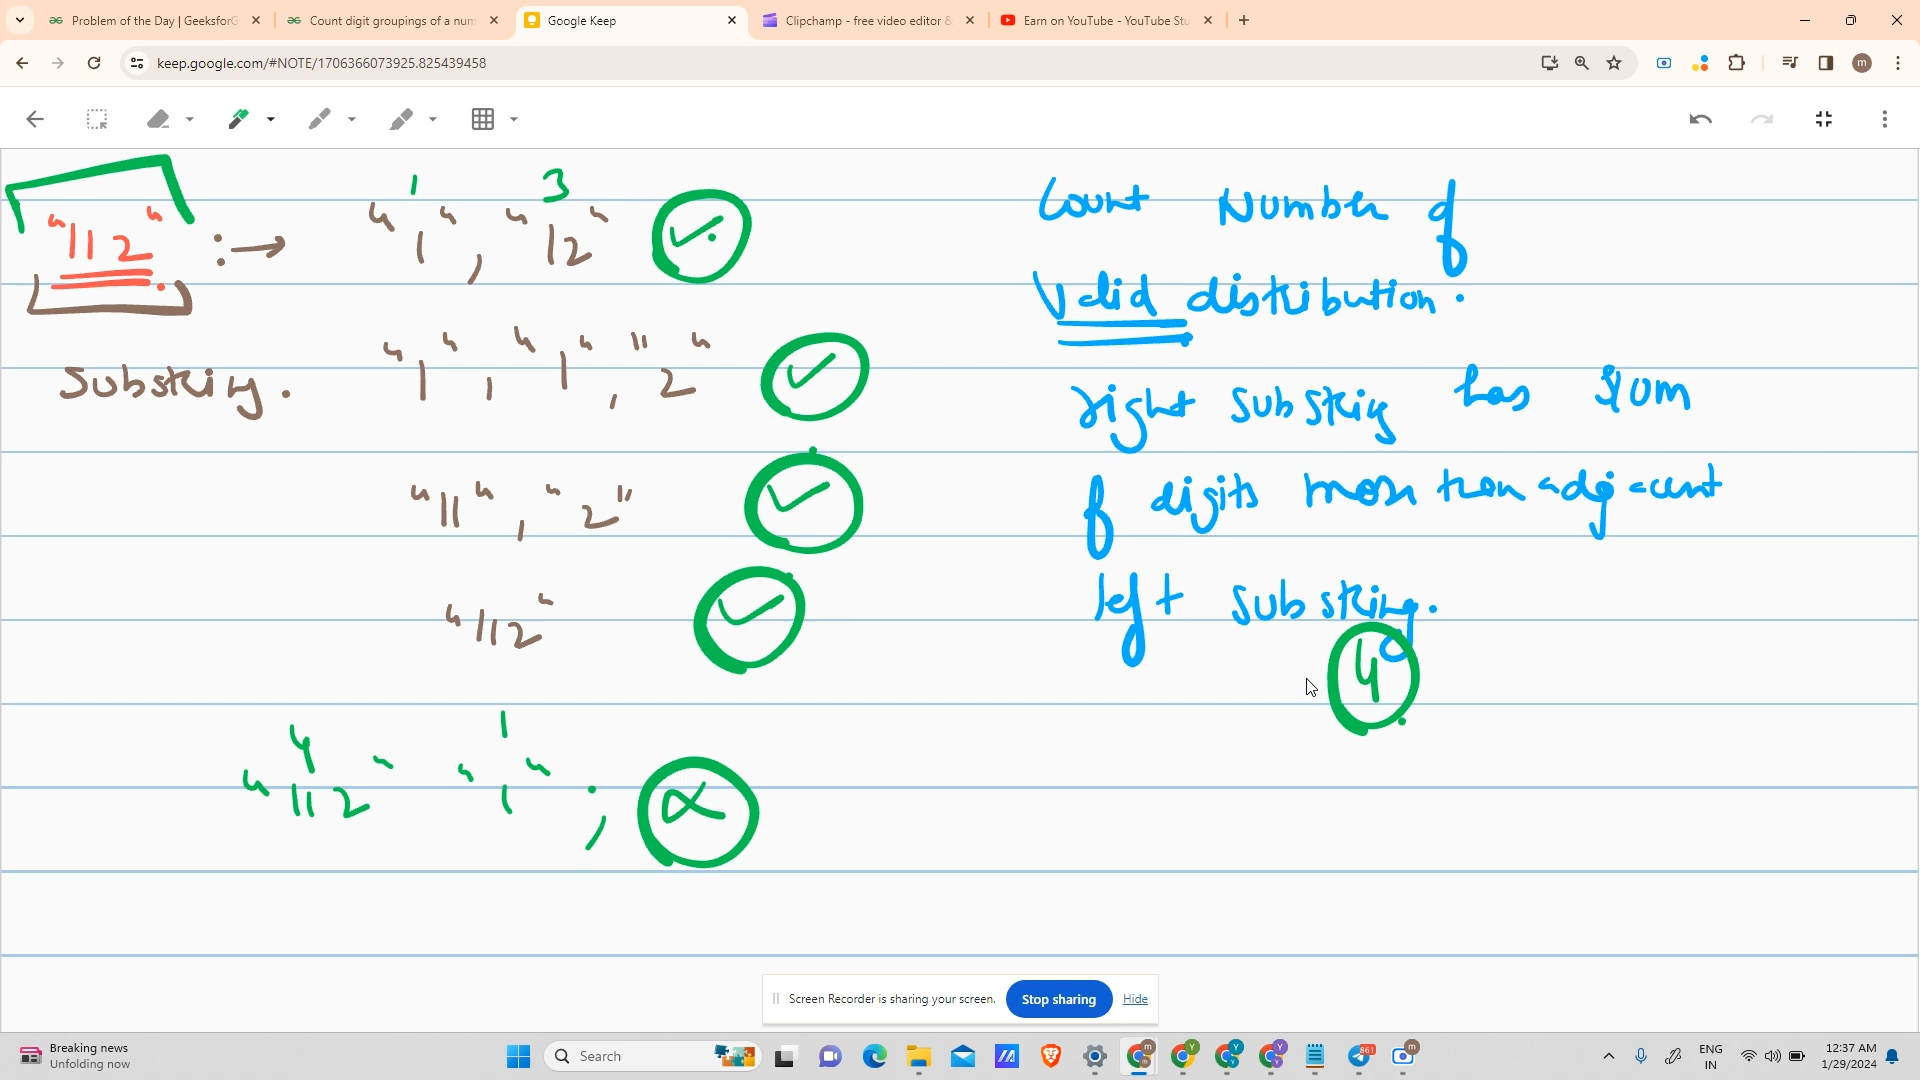 Problem of the Day | GeeksforG
Count digit groupings of a num
Google Keep
Clipchamp - free video editor &
Earn on YouTube - YouTube Stu
keep.google.com/#NOTE/1706366073925.825439458
m
"112" :→ "1", "12"
1 3
Substring.
"1", "1", "2"
"11", "2"
"112"
4 1
"112" "1" ;
Count Number of
Valid distribution.
right substring has sum
of digits more than adjacent
left substring.
4
Screen Recorder is sharing your screen.
Stop sharing
Hide
Breaking news
Unfolding now
Search
861
ENG
IN
12:37 AM
1/29/2024